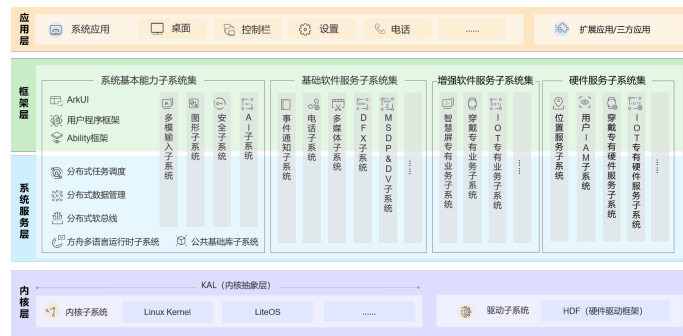 应用层
系统应用
桌面
控制栏
设置
电话
......
扩展应用/三方应用
框架层
系统服务层
系统基本能力子系统集
ArkUI
用户程序框架
Ability框架
分布式任务调度
分布式数据管理
分布式软总线
方舟多语言运行时子系统
公共基础库子系统
多模输入子系统
图形子系统
安全子系统
AI子系统
基础软件服务子系统集
事件通知子系统
电话子系统
多媒体子系统
DFX子系统
MSDP&DV子系统
......
增强软件服务子系统集
智慧屏专有业务子系统
穿戴专有业务子系统
IOT专有业务子系统
......
硬件服务子系统集
位置服务子系统
用户IAM子系统
穿戴专有硬件服务子系统
IOT专有硬件服务子系统
......
内核层
KAL（内核抽象层）
内核子系统
Linux Kernel
LiteOS
......
驱动子系统
HDF（硬件驱动框架）